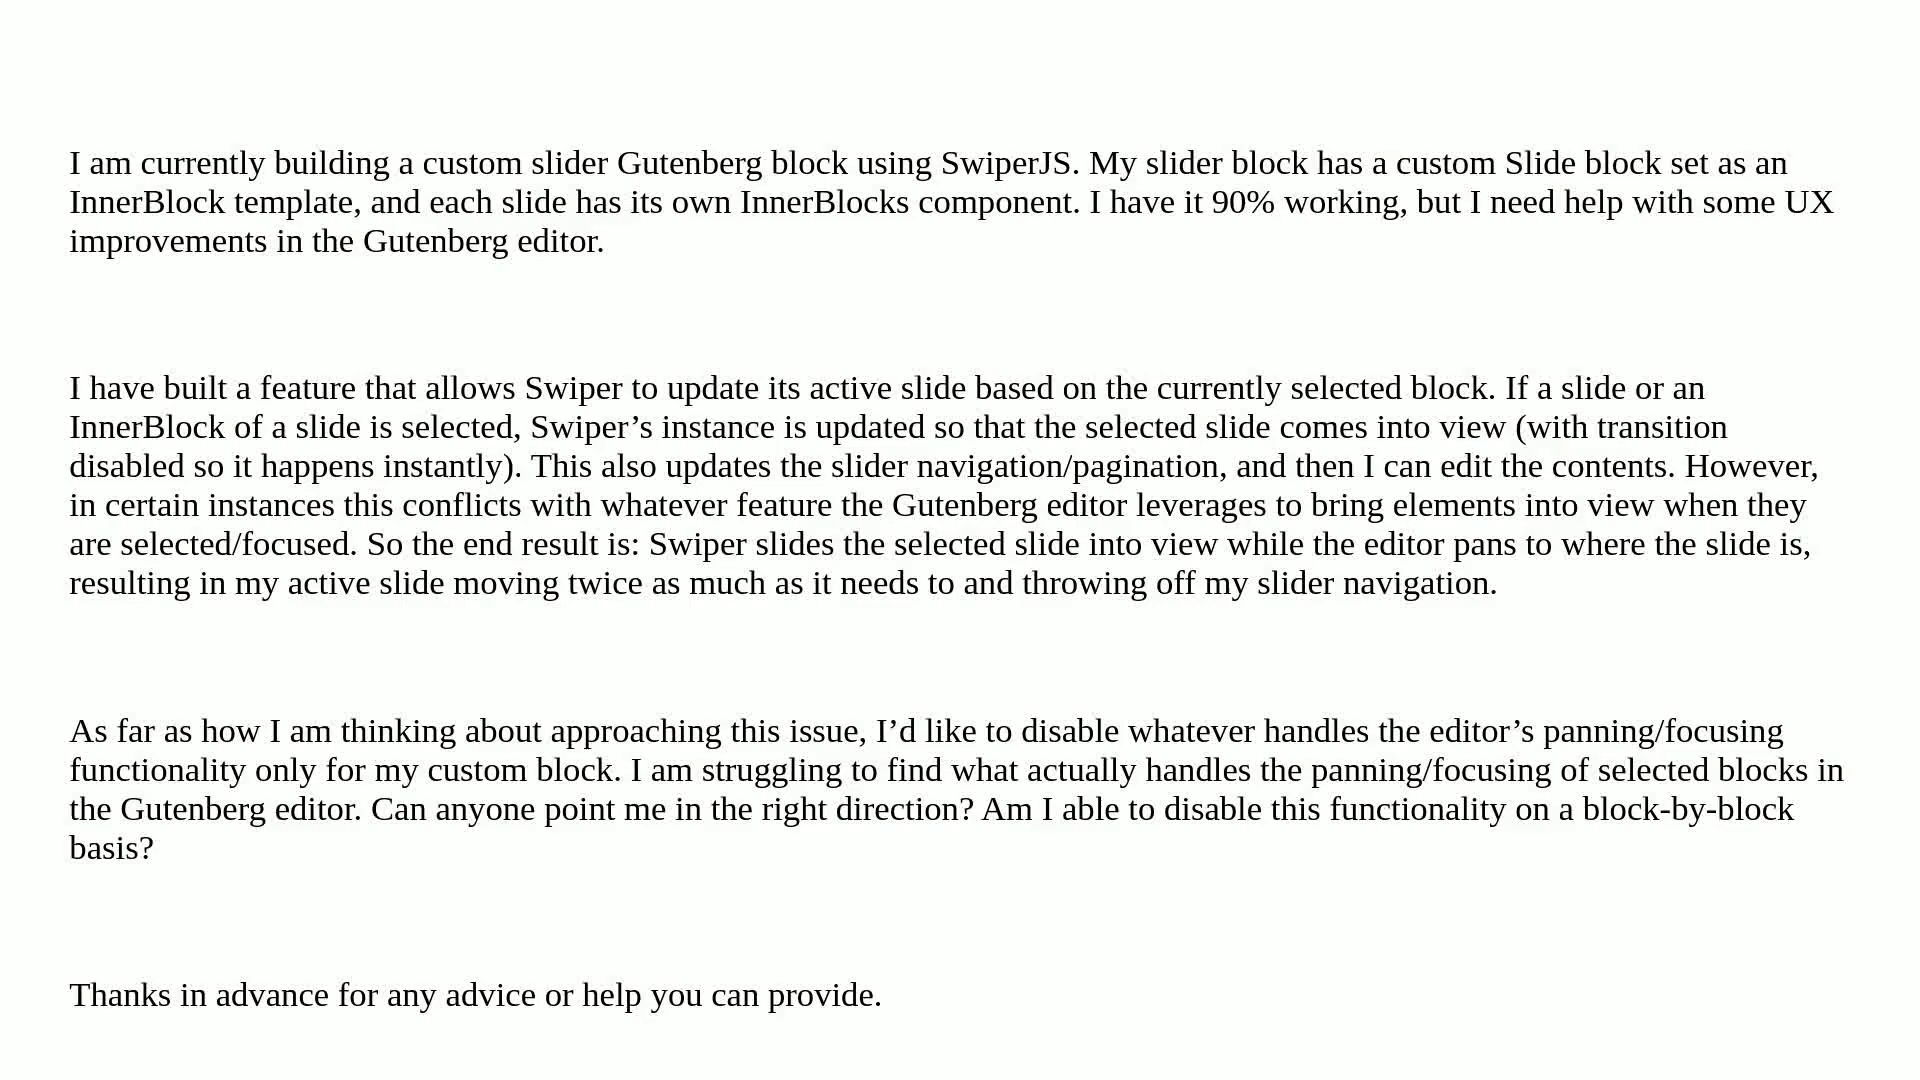 I am currently building a custom slider Gutenberg block using SwiperJS. My slider block has a custom Slide block set as an
InnerBlock template, and each slide has its own InnerBlocks component. I have it 90% working, but I need help with some UX
improvements in the Gutenberg editor.
I have built a feature that allows Swiper to update its active slide based on the currently selected block. If a slide or an
InnerBlock of a slide is selected, Swiper’s instance is updated so that the selected slide comes into view (with transition
disabled so it happens instantly). This also updates the slider navigation/pagination, and then I can edit the contents. However,
in certain instances this conflicts with whatever feature the Gutenberg editor leverages to bring elements into view when they
are selected/focused. So the end result is: Swiper slides the selected slide into view while the editor pans to where the slide is,
resulting in my active slide moving twice as much as it needs to and throwing off my slider navigation.
As far as how I am thinking about approaching this issue, I’d like to disable whatever handles the editor’s panning/focusing
functionality only for my custom block. I am struggling to find what actually handles the panning/focusing of selected blocks in
the Gutenberg editor. Can anyone point me in the right direction? Am I able to disable this functionality on a block-by-block
basis?
Thanks in advance for any advice or help you can provide.